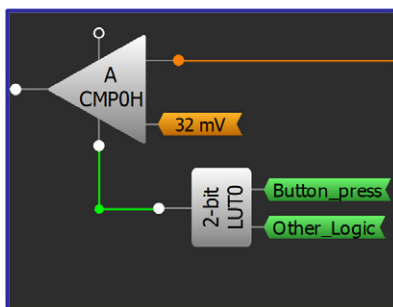 A
CMP0H
32 mV
2-bit
LUT0
Button_press
Other_Logic